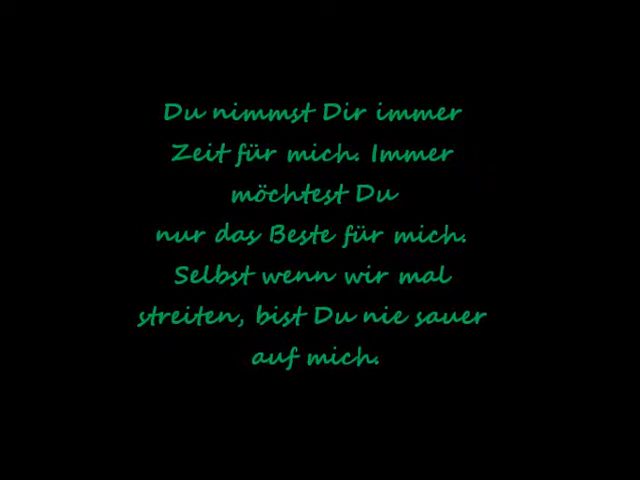 Du nimmst Dir immer
Zeit für mich. Immer
möchtest Du
nur das Beste für mich.
Selbst wenn wir mal
streiten, bist Du nie sauer
auf mich.